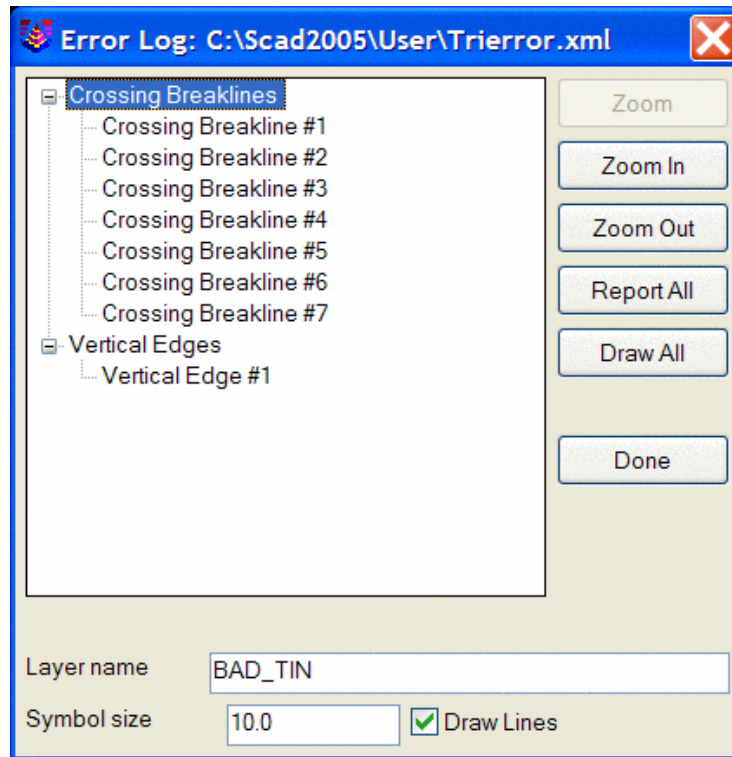 Error Log: C:\Scad2005\User\Trierror.xml
Crossing Breaklines
Crossing Breakline #1
Crossing Breakline #2
Crossing Breakline #3
Crossing Breakline #4
Crossing Breakline #5
Crossing Breakline #6
Crossing Breakline #7
Vertical Edges
Vertical Edge #1
Zoom
Zoom In
Zoom Out
Report All
Draw All
Done
Layer name BAD_TIN
Symbol size 10.0 Draw Lines